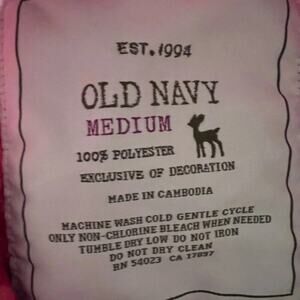 EST. 1994
OLD NAVY
MEDIUM
100% POLYESTER
EXCLUSIVE OF DECORATION
MADE IN CAMBODIA
MACHINE WASH COLD GENTLE CYCLE
ONLY NON-CHLORINE BLEACH WHEN NEEDED
TUMBLE DRY LOW DO NOT IRON
DO NOT DRY CLEAN
RN 54023 CA 17897